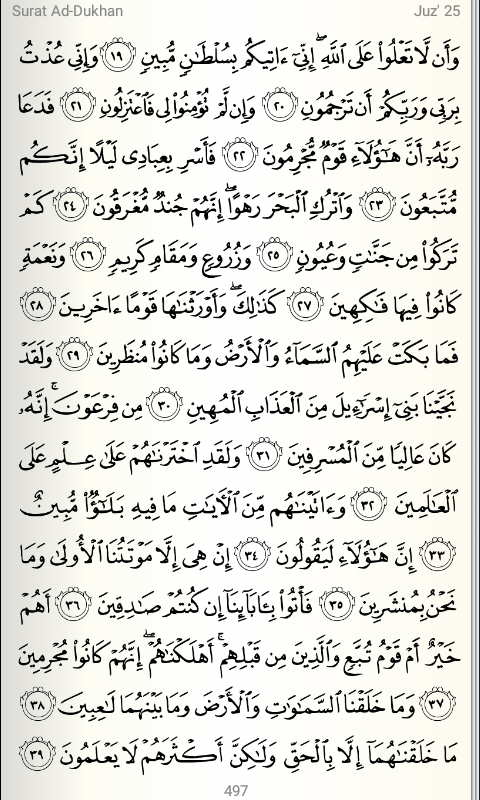 Surat Ad-Dukhan Juz' 25
وَأَن لَّا تَعْلُوا۟ عَلَى ٱللَّهِ ۖ إِنِّىٓ ءَاتِيكُم بِسُلْطَـٰنٍ مُّبِينٍ ١٩ وَإِنِّى عُذْتُ
بِرَبِّى وَرَبِّكُمْ أَن تَرْجُمُونِ ٢٠ وَإِن لَّمْ تُؤْمِنُوا۟ لِى فَٱعْتَزِلُونِ ٢١ فَدَعَا
رَبَّهُۥٓ أَنَّ هَـٰٓؤُلَآءِ قَوْمٌ مُّجْرِمُونَ ٢٢ فَأَسْرِ بِعِبَادِى لَيْلًا إِنَّكُم
مُّتَّبَعُونَ ٢٣ وَٱتْرُكِ ٱلْبَحْرَ رَهْوًا ۖ إِنَّهُمْ جُندٌ مُّغْرَقُونَ ٢٤ كَمْ
تَرَكُوا۟ مِن جَنَّـٰتٍ وَعُيُونٍ ٢٥ وَزُرُوعٍ وَمَقَامٍ كَرِيمٍ ٢٦ وَنَعْمَةٍ
كَانُوا۟ فِيهَا فَـٰكِهِينَ ٢٧ كَذَٰلِكَ ۖ وَأَوْرَثْنَـٰهَا قَوْمًا ءَاخَرِينَ ٢٨
فَمَا بَكَتْ عَلَيْهِمُ ٱلسَّمَآءُ وَٱلْأَرْضُ وَمَا كَانُوا۟ مُنظَرِينَ ٢٩ وَلَقَدْ
نَجَّيْنَا بَنِىٓ إِسْرَٰٓءِيلَ مِنَ ٱلْعَذَابِ ٱلْمُهِينِ ٣٠ مِن فِرْعَوْنَ ۚ إِنَّهُۥ
كَانَ عَالِيًا مِّنَ ٱلْمُسْرِفِينَ ٣١ وَلَقَدِ ٱخْتَرْنَـٰهُمْ عَلَىٰ عِلْمٍ عَلَى
ٱلْعَـٰلَمِينَ ٣٢ وَءَاتَيْنَـٰهُم مِّنَ ٱلْـَٔايَـٰتِ مَا فِيهِ بَلَـٰٓؤٌا۟ مُّبِينٌ
٣٣ إِنَّ هَـٰٓؤُلَآءِ لَيَقُولُونَ ٣٤ إِنْ هِىَ إِلَّا مَوْتَتُنَا ٱلْأُولَىٰ وَمَا
نَحْنُ بِمُنشَرِينَ ٣٥ فَأْتُوا۟ بِـَٔابَآئِنَآ إِن كُنتُمْ صَـٰدِقِينَ ٣٦ أَهُمْ
خَيْرٌ أَمْ قَوْمُ تُبَّعٍ وَٱلَّذِينَ مِن قَبْلِهِمْ ۚ أَهْلَكْنَـٰهُمْ ۖ إِنَّهُمْ كَانُوا۟ مُجْرِمِينَ
٣٧ وَمَا خَلَقْنَا ٱلسَّمَـٰوَٰتِ وَٱلْأَرْضَ وَمَا بَيْنَهُمَا لَـٰعِبِينَ ٣٨
مَا خَلَقْنَـٰهُمَآ إِلَّا بِٱلْحَقِّ وَلَـٰكِنَّ أَكْثَرَهُمْ لَا يَعْلَمُونَ ٣٩
497